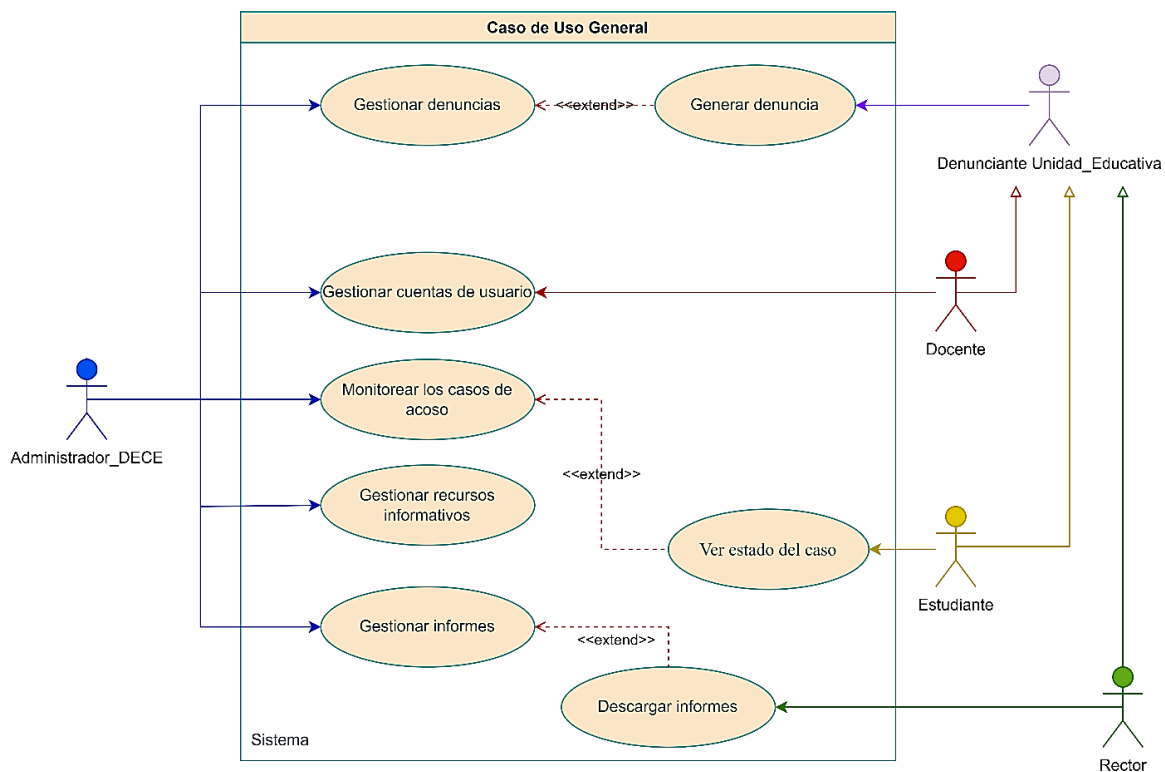 Caso de Uso General
Gestionar denuncias
<<extend>>
Generar denuncia
Denunciante Unidad_Educativa
Gestionar cuentas de usuario
Docente
Monitorear los casos de
acoso
Administrador_DECE
<<extend>>
Gestionar recursos
informativos
Ver estado del caso
Estudiante
Gestionar informes
<<extend>>
Descargar informes
Sistema
Rector